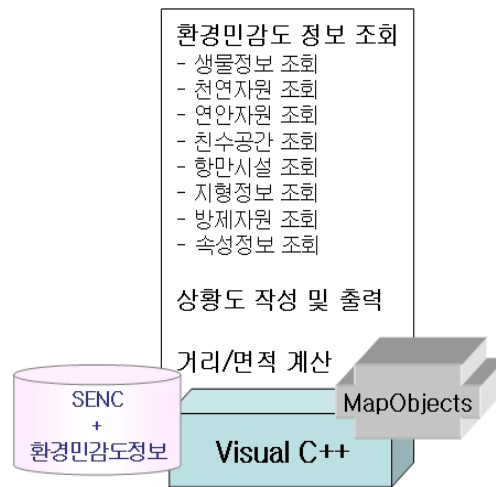 환경민감도 정보 조회
- 생물정보 조회
- 천연자원 조회
- 연안자원 조회
- 친수공간 조회
- 항만시설 조회
- 지형정보 조회
- 방제자원 조회
- 속성정보 조회
상황도 작성 및 출력
거리/면적 계산
SENC
+
환경민감도정보
Visual C++
MapObjects